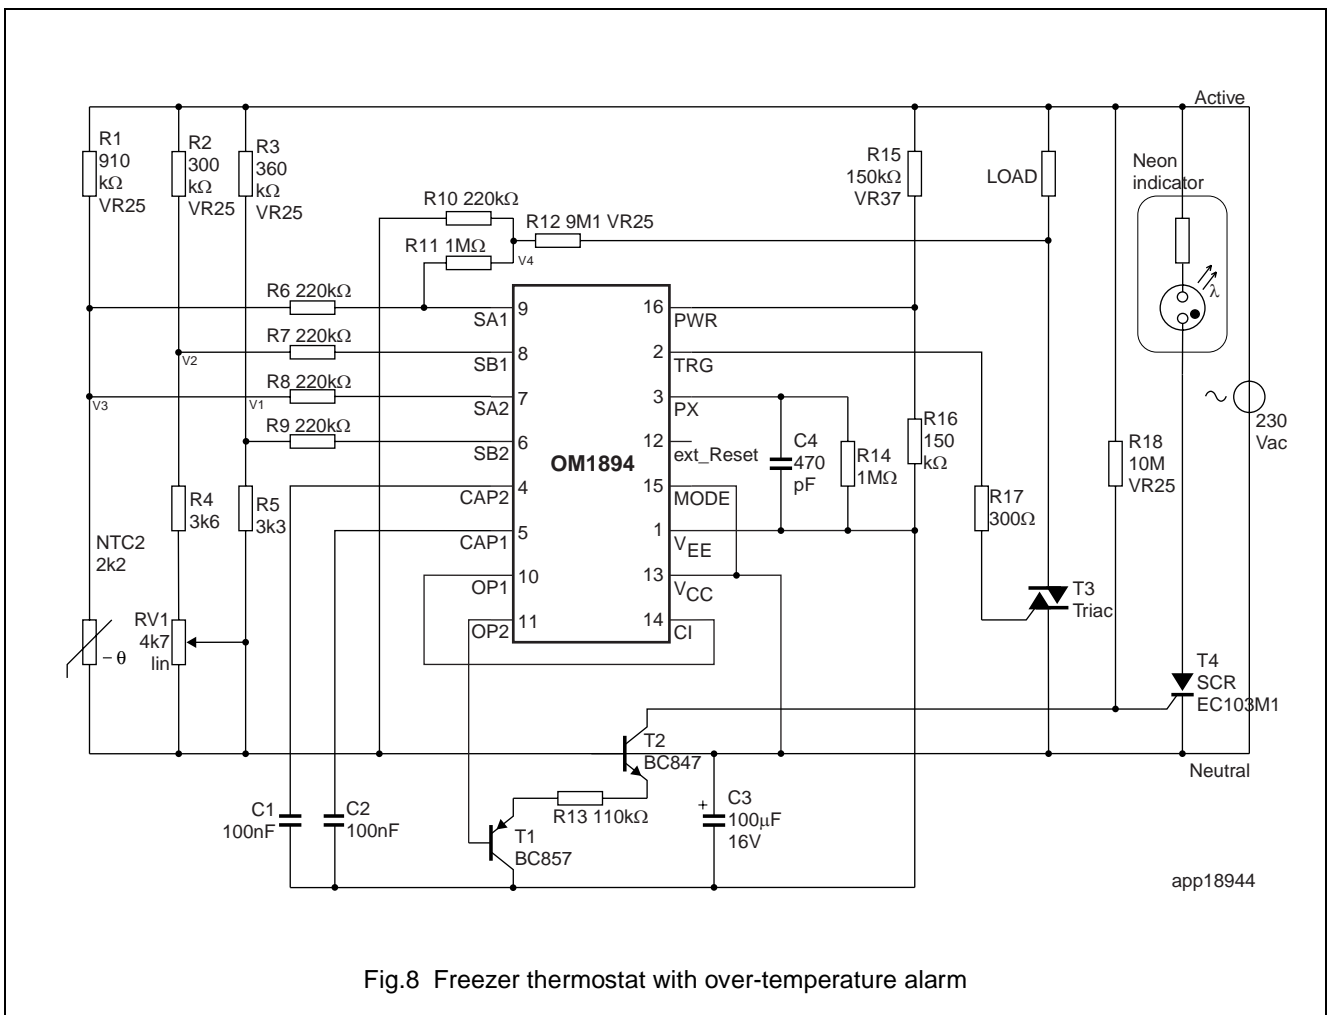 Active
R1
910
kΩ
VR25
R2
300
kΩ
VR25
R3
360
kΩ
VR25
R15
150kΩ
VR37
LOAD
Neon
indicator
λ
R10 220kΩ
R12 9M1 VR25
R11 1MΩ
V4
R6 220kΩ
9
SA1
16
PWR
R7 220kΩ
V2
8
SB1
2
TRG
R8 220kΩ
V3
V1
7
SA2
3
PX
R9 220kΩ
6
SB2
12
ext_Reset
OM1894
C4
470
pF
R14
1MΩ
R16
150
kΩ
R18
10M
VR25
230
Vac
R4
3k6
R5
3k3
4
CAP2
15
MODE
R17
300Ω
5
CAP1
1
VEE
NTC2
2k2
10
OP1
13
VCC
T3
Triac
RV1
4k7
lin
– θ
11
OP2
14
CI
T4
SCR
EC103M1
T2
BC847
Neutral
R13 110kΩ
C1
100nF
C2
100nF
T1
BC857
+
C3
100µF
16V
app18944
Fig.8 Freezer thermostat with over-temperature alarm